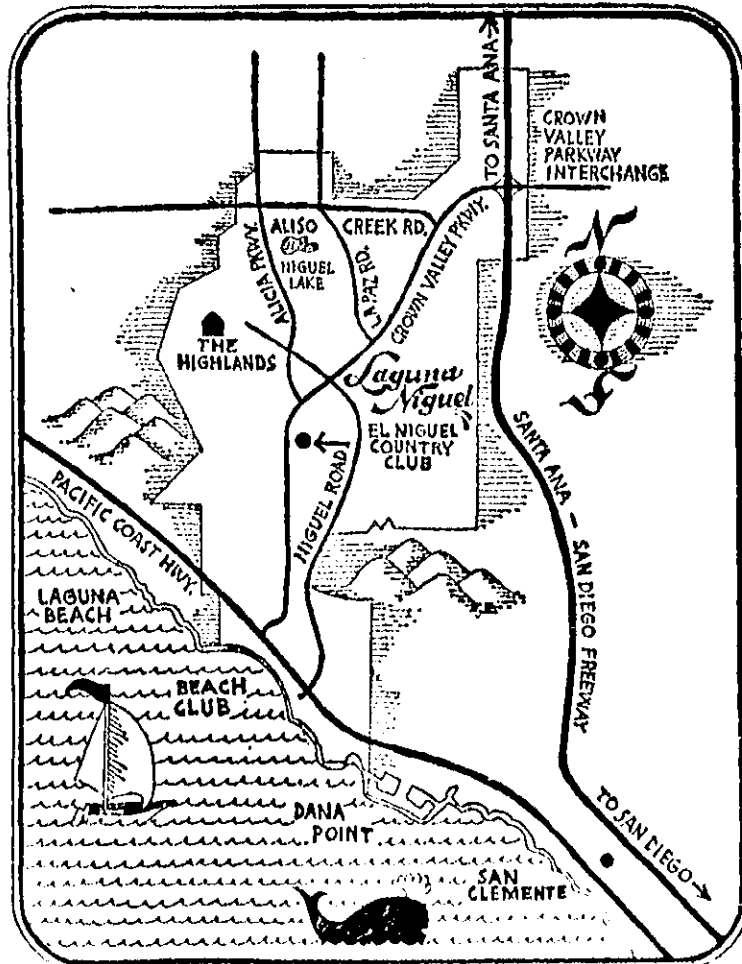 TO SANTA ANA
CROWN
VALLEY
PARKWAY
INTERCHANGE
ALISO CREEK RD.
NIGUEL
LAKE
ALICIA PKWY.
LA PAZ RD.
CROWN VALLEY PKWY.
N
THE
HIGHLANDS
Laguna
Niguel
EL NIGUEL
COUNTRY
CLUB
NIGUEL ROAD
SANTA ANA — SAN DIEGO FREEWAY
PACIFIC COAST HWY.
LAGUNA
BEACH
BEACH
CLUB
DANA
POINT
SAN
CLEMENTE
TO SAN DIEGO